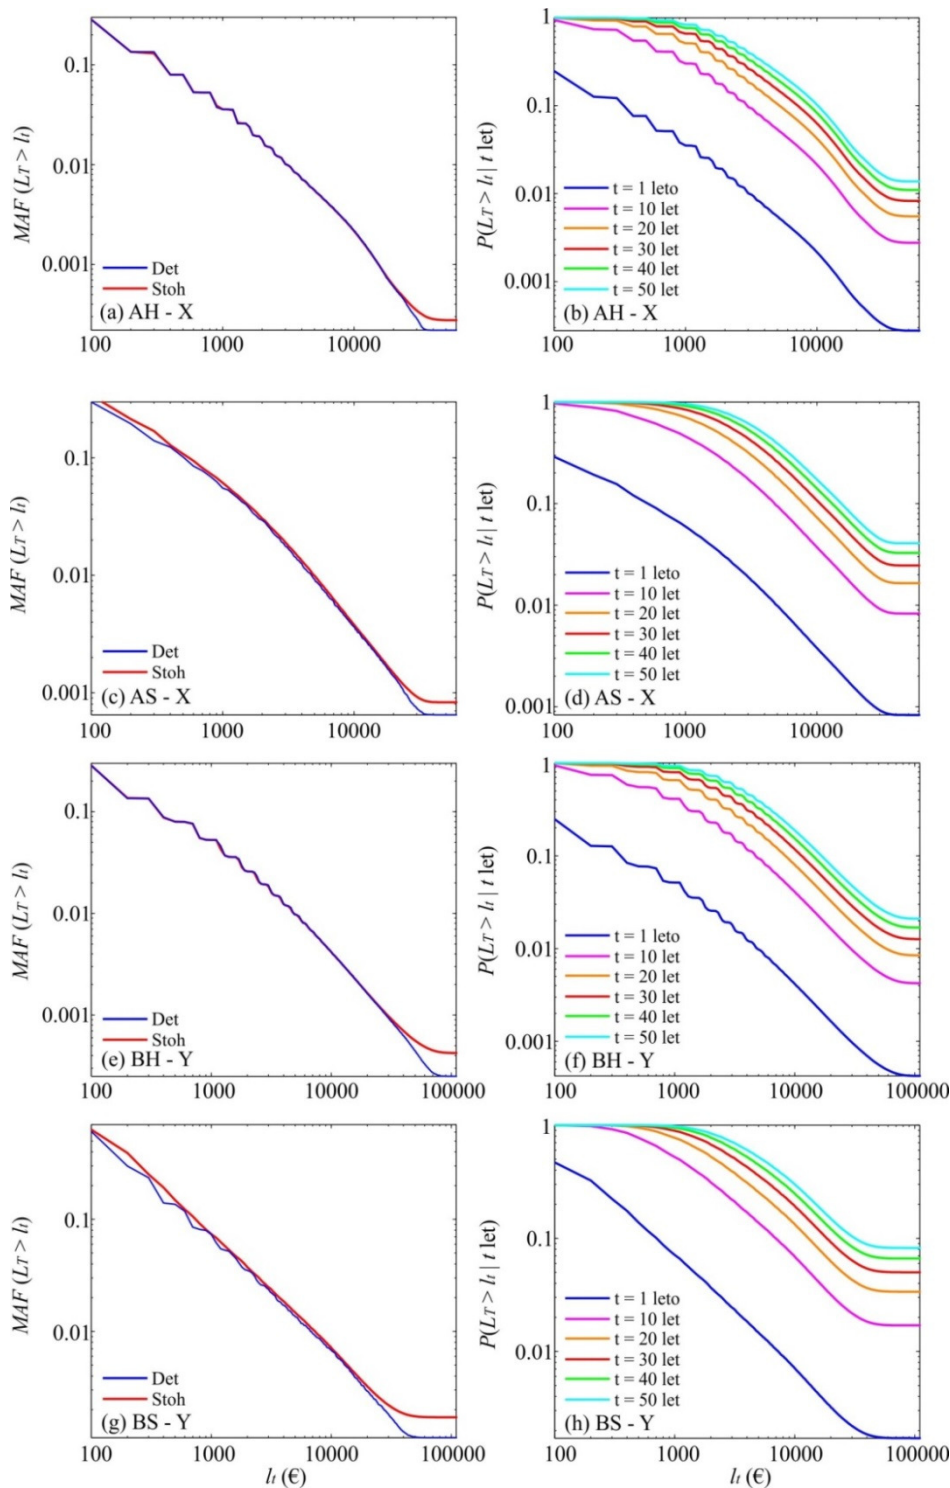 MAF (LT > lt)
0.1
0.01
0.001
Det
Stoh
(a) AH - X
100 1000 10000
P(LT > lt | t let)
1
0.1
0.01
0.001
t = 1 leto
t = 10 let
t = 20 let
t = 30 let
t = 40 let
t = 50 let
(b) AH - X
100 1000 10000
MAF (LT > lt)
0.1
0.01
0.001
Det
Stoh
(c) AS - X
100 1000 10000
P(LT > lt | t let)
1
0.1
0.01
0.001
t = 1 leto
t = 10 let
t = 20 let
t = 30 let
t = 40 let
t = 50 let
(d) AS - X
100 1000 10000
MAF (LT > lt)
0.1
0.01
0.001
Det
Stoh
(e) BH - Y
100 1000 10000 100000
P(LT > lt | t let)
1
0.1
0.01
0.001
t = 1 leto
t = 10 let
t = 20 let
t = 30 let
t = 40 let
t = 50 let
(f) BH - Y
100 1000 10000 100000
MAF (LT > lt)
0.1
0.01
Det
Stoh
(g) BS - Y
100 1000 10000 100000
lt (€)
P(LT > lt | t let)
1
0.1
0.01
t = 1 leto
t = 10 let
t = 20 let
t = 30 let
t = 40 let
t = 50 let
(h) BS - Y
100 1000 10000 100000
lt (€)